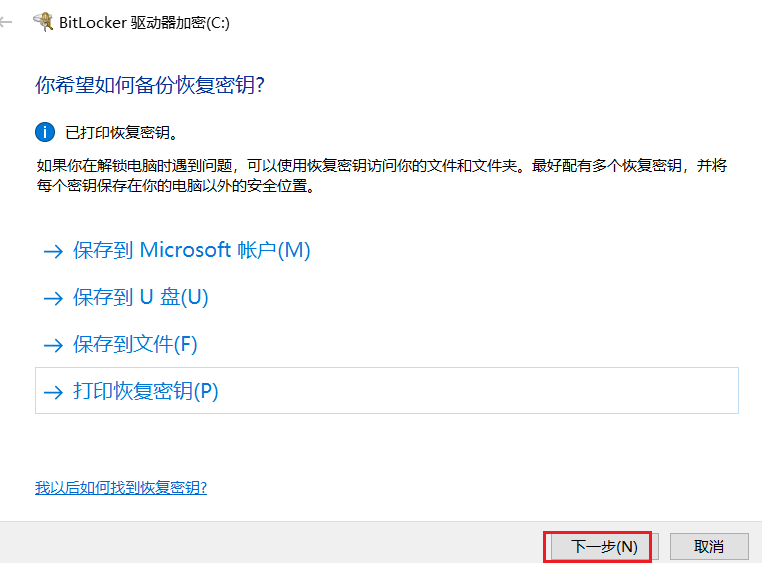 BitLocker 驱动器加密(C:)
你希望如何备份恢复密钥?
已打印恢复密钥。
如果你在解锁电脑时遇到问题，可以使用恢复密钥访问你的文件和文件夹。最好配有多个恢复密钥，并将
每个密钥保存在你的电脑以外的安全位置。
→ 保存到 Microsoft 帐户(M)
→ 保存到 U 盘(U)
→ 保存到文件(F)
→ 打印恢复密钥(P)
我以后如何找到恢复密钥?
下一步(N) 取消